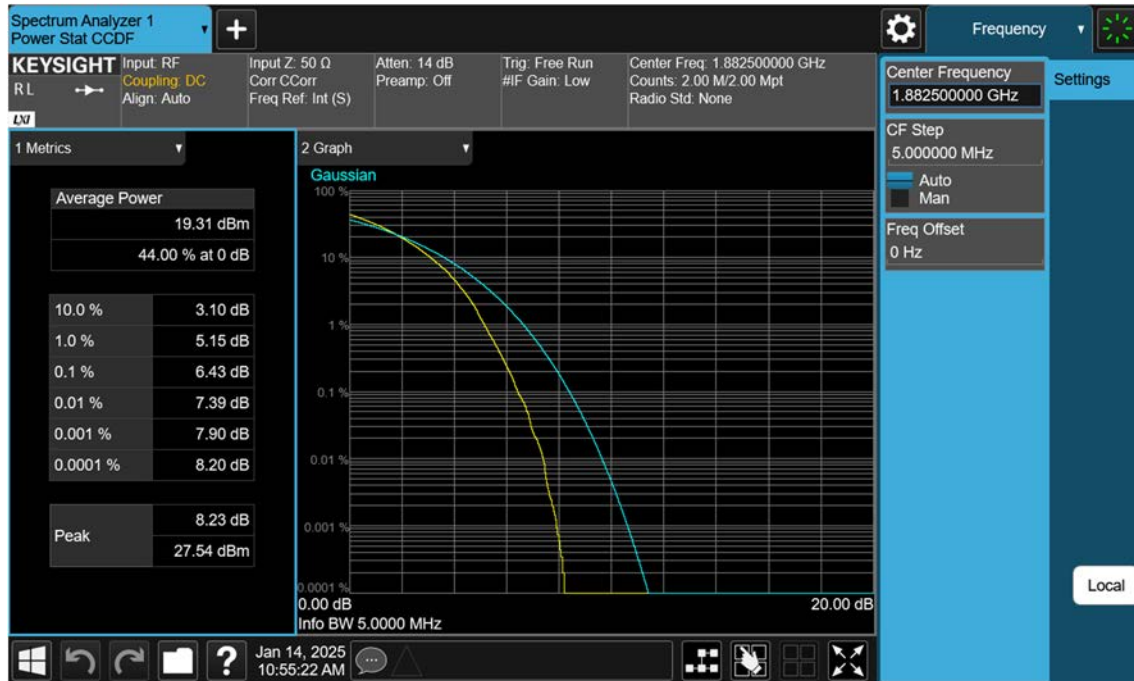 Spectrum Analyzer 1
Power Stat CCDF
+
Frequency
KEYSIGHT
R L
LXI
Input: RF
Coupling: DC
Align: Auto
Input Z: 50 Ω
Corr CCorr
Freq Ref: Int (S)
Atten: 14 dB
Preamp: Off
Trig: Free Run
#IF Gain: Low
Center Freq: 1.882500000 GHz
Counts: 2.00 M/2.00 Mpt
Radio Std: None
Center Frequency
1.882500000 GHz
Settings
CF Step
5.000000 MHz
Auto
Man
Freq Offset
0 Hz
Local
1 Metrics
Average Power
19.31 dBm
44.00 % at 0 dB
10.0 % 3.10 dB
1.0 % 5.15 dB
0.1 % 6.43 dB
0.01 % 7.39 dB
0.001 % 7.90 dB
0.0001 % 8.20 dB
Peak
8.23 dB
27.54 dBm
2 Graph
Gaussian
100 %
10 %
1 %
0.1 %
0.01 %
0.001 %
0.0001 %
0.00 dB 20.00 dB
Info BW 5.0000 MHz
?
Jan 14, 2025
10:55:22 AM